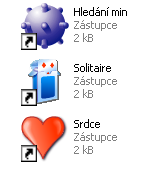 Hledání min
Zástupce
2 kB
Solitaire
Zástupce
2 kB
Srdce
Zástupce
2 kB